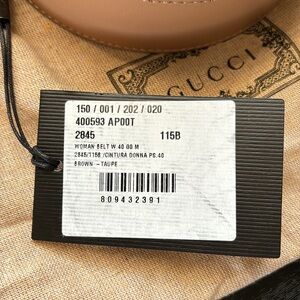 GUCCI
150 / 001 / 202 / 020
400593 AP00T
2845 115B
WOMAN BELT W 40 GG M
2845/115B /CINTURA DONNA PS.40
BROWN -TAUPE
809432391